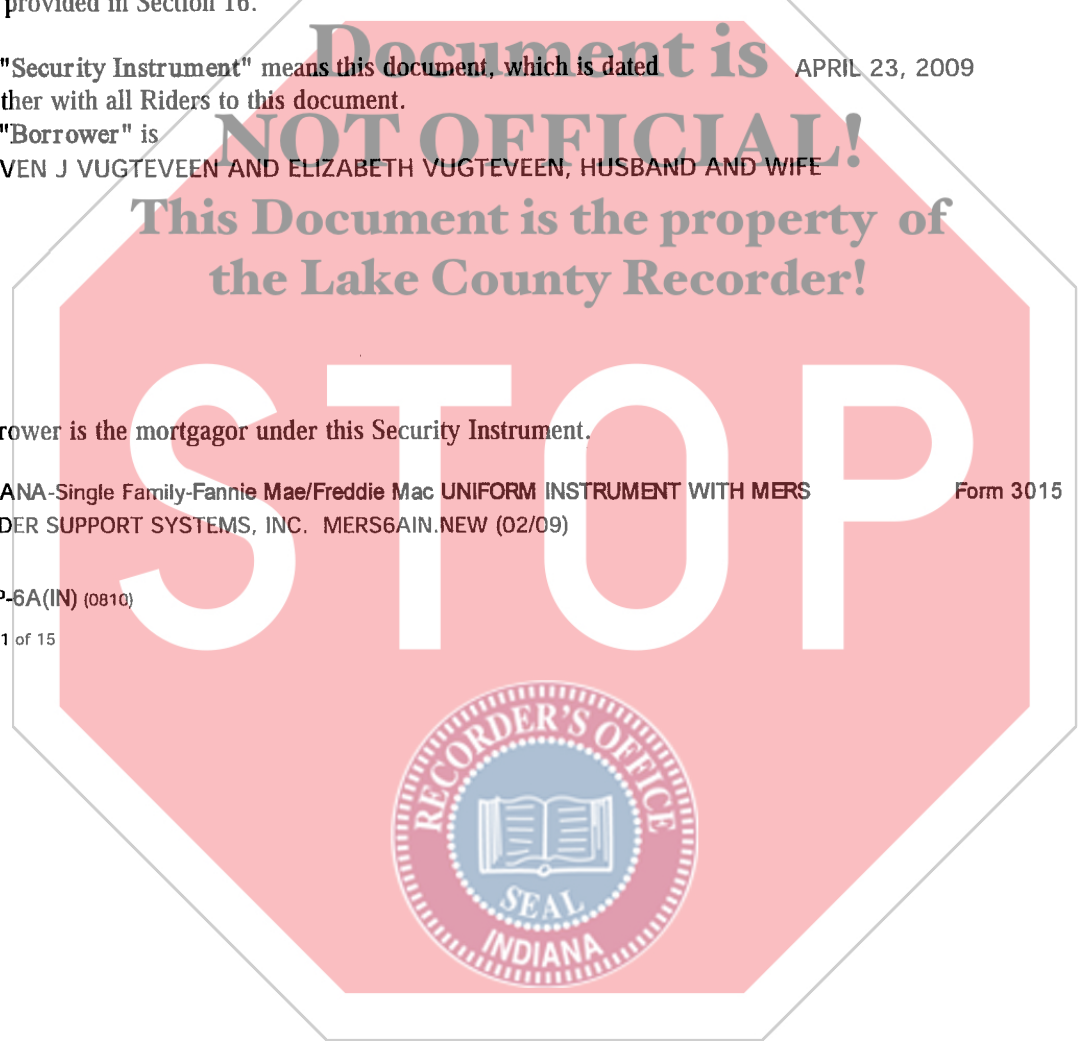 provided in Section 16.
Document is
"Security Instrument" means this document, which is dated APRIL 23, 2009
ther with all Riders to this document.
NOT OFFICIAL!
"Borrower" is
VEN J VUGTEVEEN AND ELIZABETH VUGTEVEEN, HUSBAND AND WIFE
This Document is the property of
the Lake County Recorder!
STOP
rower is the mortgagor under this Security Instrument.
ANA-Single Family-Fannie Mae/Freddie Mac UNIFORM INSTRUMENT WITH MERS Form 3015
DER SUPPORT SYSTEMS, INC. MERS6AIN.NEW (02/09)
P-6A(IN) (0810)
1 of 15
RECORDER'S OFFICE
SEAL
INDIANA